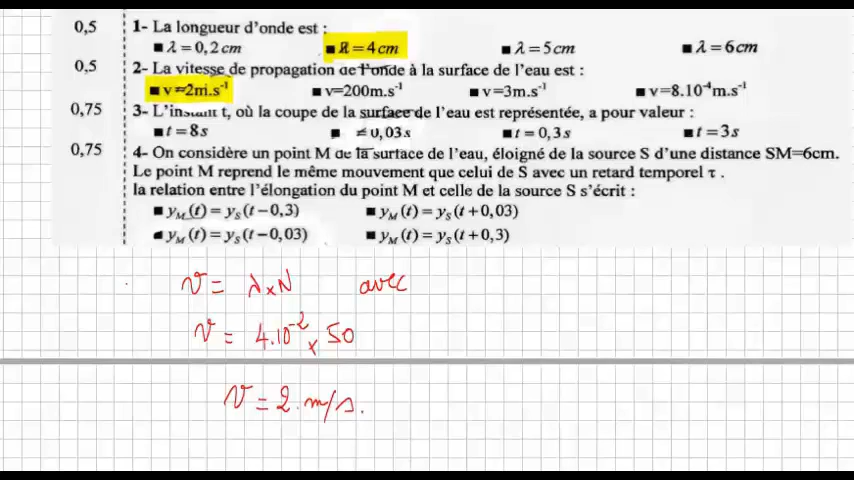 0,5 1- La longueur d'onde est :
■ λ = 0,2 cm ■ λ = 4 cm ■ λ = 5 cm ■ λ = 6 cm
0,5 2- La vitesse de propagation de l'onde à la surface de l'eau est :
■ v=2m.s⁻¹ ■ v=200m.s⁻¹ ■ v=3m.s⁻¹ ■ v=8.10⁻⁴m.s⁻¹
0,75 3- L'instant t, où la coupe de la surface de l'eau est représentée, a pour valeur :
■ t = 8s ■ = 0,03s ■ t = 0,3s ■ t = 3s
0,75 4- On considère un point M de la surface de l'eau, éloigné de la source S d'une distance SM=6cm.
Le point M reprend le même mouvement que celui de S avec un retard temporel τ .
la relation entre l'élongation du point M et celle de la source S s'écrit :
■ y_M(t) = y_S(t−0,3) ■ y_M(t) = y_S(t+0,03)
■ y_M(t) = y_S(t−0,03) ■ y_M(t) = y_S(t+0,3)
v = λ x N avec
v = 4.10⁻² x 50
v = 2 . m/s.